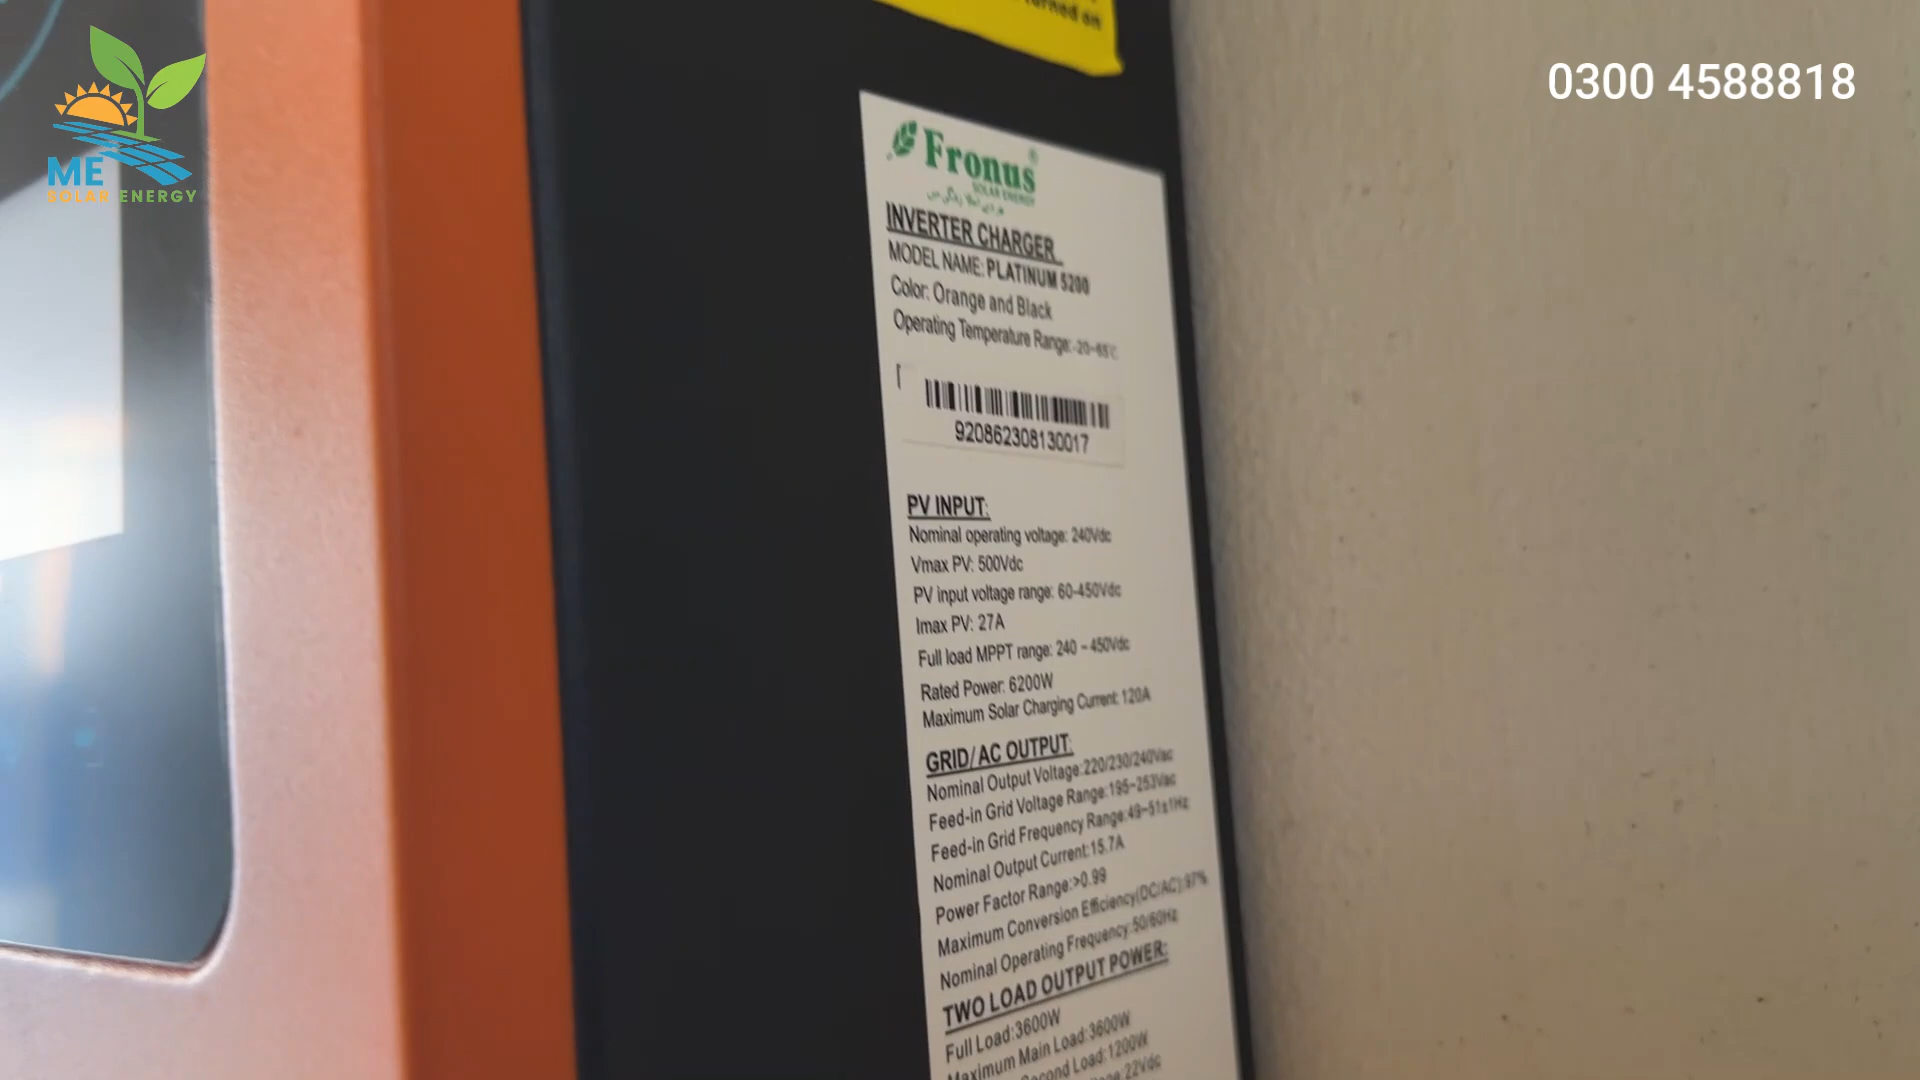 turned on
0300 4588818
ME
SOLAR ENERGY
Fronus®
SOLAR ENERGY
INVERTER CHARGER
MODEL NAME: PLATINUM 5200
Color: Orange and Black
Operating Temperature Range: -20~65℃
920862308130017
PV INPUT:
Nominal operating voltage: 240Vdc
Vmax PV: 500Vdc
PV input voltage range: 60-450Vdc
Imax PV: 27A
Full load MPPT range: 240 ~ 450Vdc
Rated Power: 6200W
Maximum Solar Charging Current: 120A
GRID/AC OUTPUT:
Nominal Output Voltage:220/230/240Vac
Feed-in Grid Voltage Range:195~253Vac
Feed-in Grid Frequency Range:49~51±1Hz
Nominal Output Current:15.7A
Power Factor Range:>0.99
Maximum Conversion Efficiency(DC/AC):97%
Nominal Operating Frequency:50/60Hz
TWO LOAD OUTPUT POWER:
Full Load:3600W
Maximum Main Load:3600W
Second Load:1200W
22Vdc